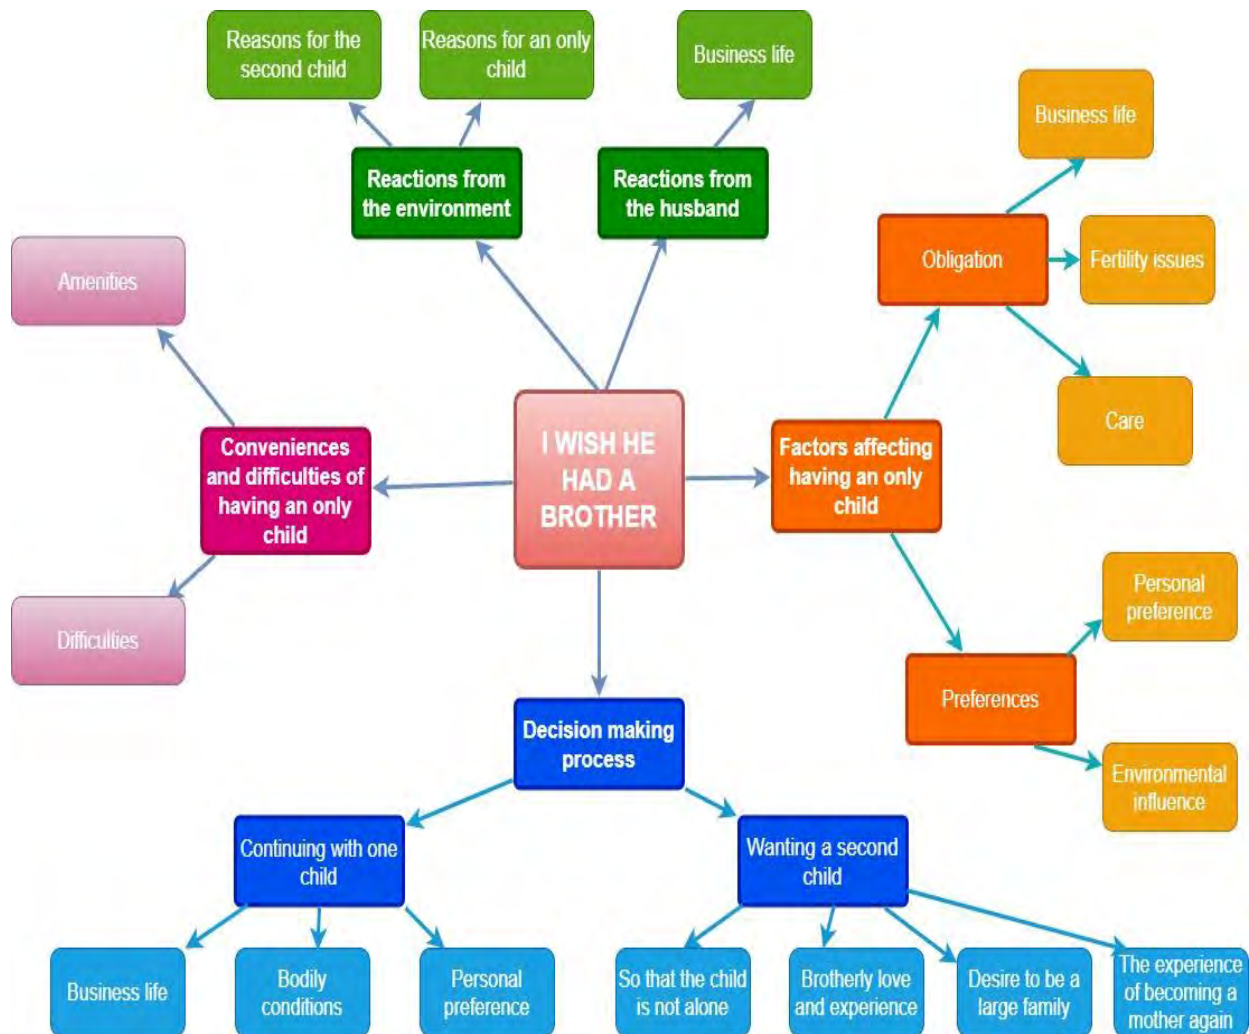 Reasons for the
second child
Reasons for an only
child
Business life
Reactions from
the environment
Reactions from
the husband
Business life
Obligation
Fertility issues
Care
Amenities
Conveniences
and difficulties of
having an only
child
Difficulties
I WISH HE
HAD A
BROTHER
Factors affecting
having an only
child
Personal
preference
Preferences
Environmental
influence
Decision making
process
Continuing with one
child
Wanting a second
child
Business life
Bodily
conditions
Personal
preference
So that the child
is not alone
Brotherly love
and experience
Desire to be a
large family
The experience
of becoming a
mother again